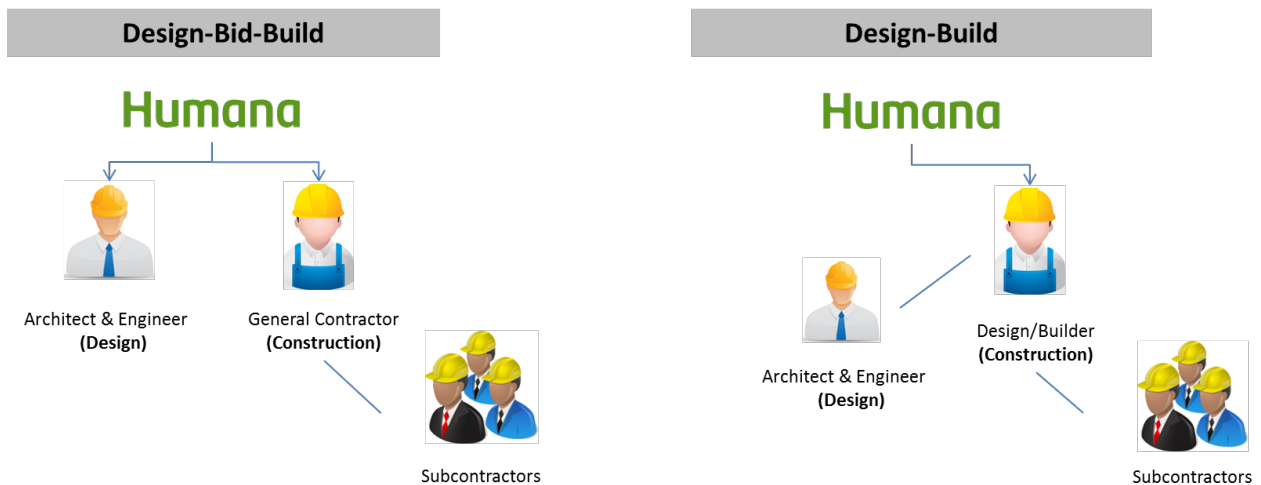 Design-Bid-Build
Humana
Architect & Engineer
(Design)
General Contractor
(Construction)
Subcontractors
Design-Build
Humana
Architect & Engineer
(Design)
Design/Builder
(Construction)
Subcontractors